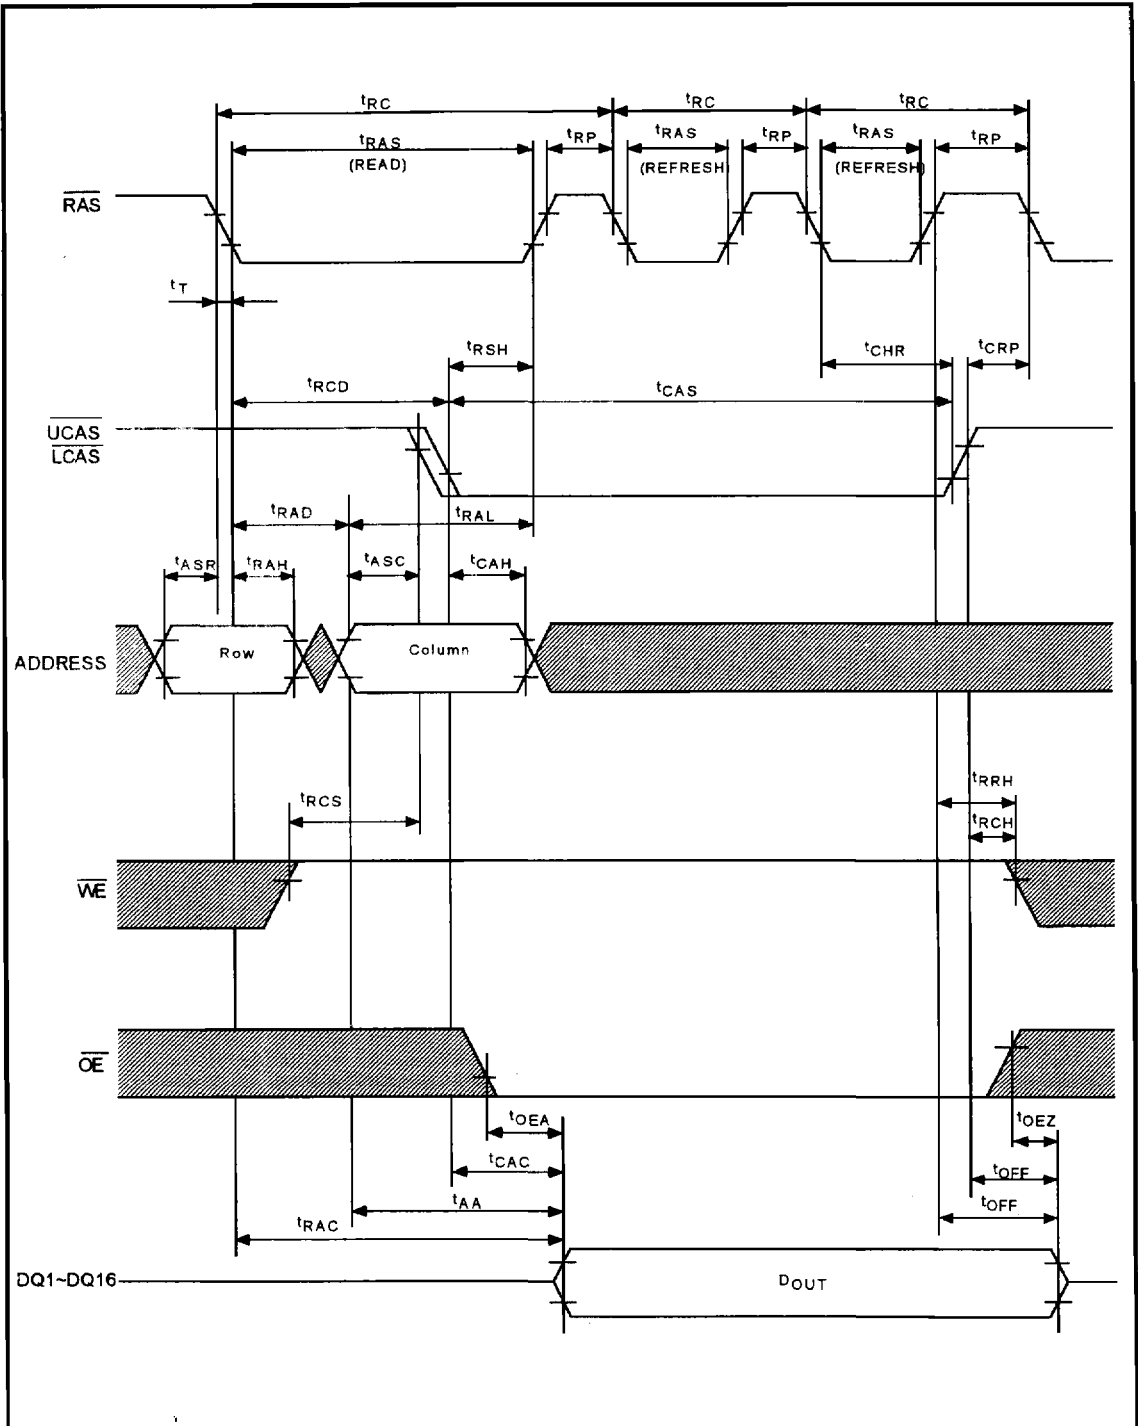 tRC tRC tRC
tRAS tRP tRAS tRP tRAS tRP
(READ) (REFRESH) (REFRESH)
RAS
tT
tRSH tCHR tCRP
tRCD tCAS
UCAS
LCAS
tRAD tRAL
tASR tRAH tASC tCAH
ADDRESS Row Column
tRRH
tRCS tRCH
WE
OE
tOEA tOEZ
tCAC tOFF
tAA tOFF
tRAC
DQ1~DQ16 DOUT